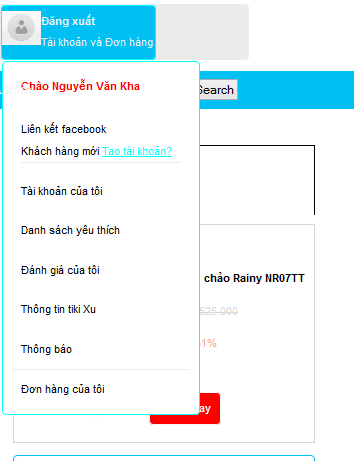 Đăng xuất
Tài khoản và Đơn hàng
Search
Chào Nguyễn Văn Kha
Liên kết facebook
Khách hàng mới Tạo tài khoản?
Tài khoản của tôi
Danh sách yêu thích
Đánh giá của tôi
chảo Rainy NR07TT
Thông tin tiki Xu
525.000
Thông báo
Đơn hàng của tôi